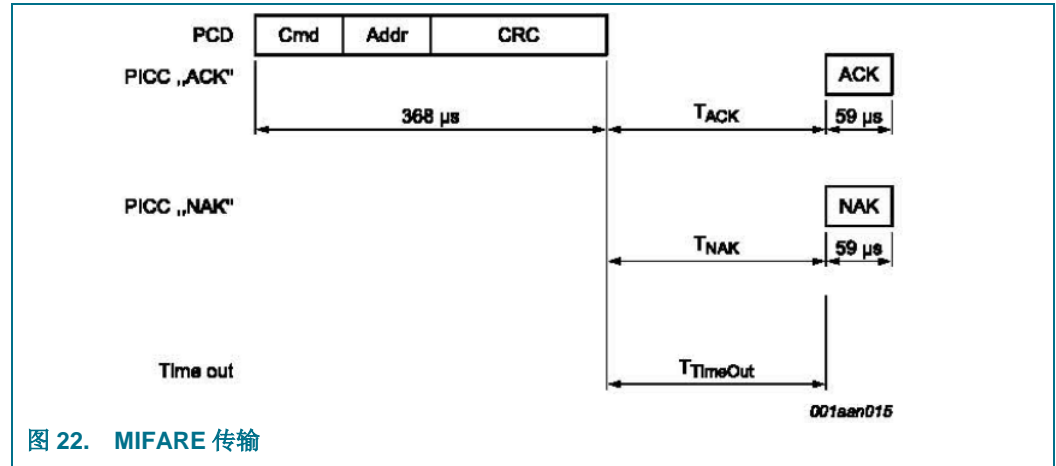 PCD Cmd Addr CRC
PICC „ACK" ACK
368 µs TACK 59 µs
PICC „NAK" NAK
TNAK 59 µs
Time out TTimeOut
001aan015
图 22. MIFARE 传输